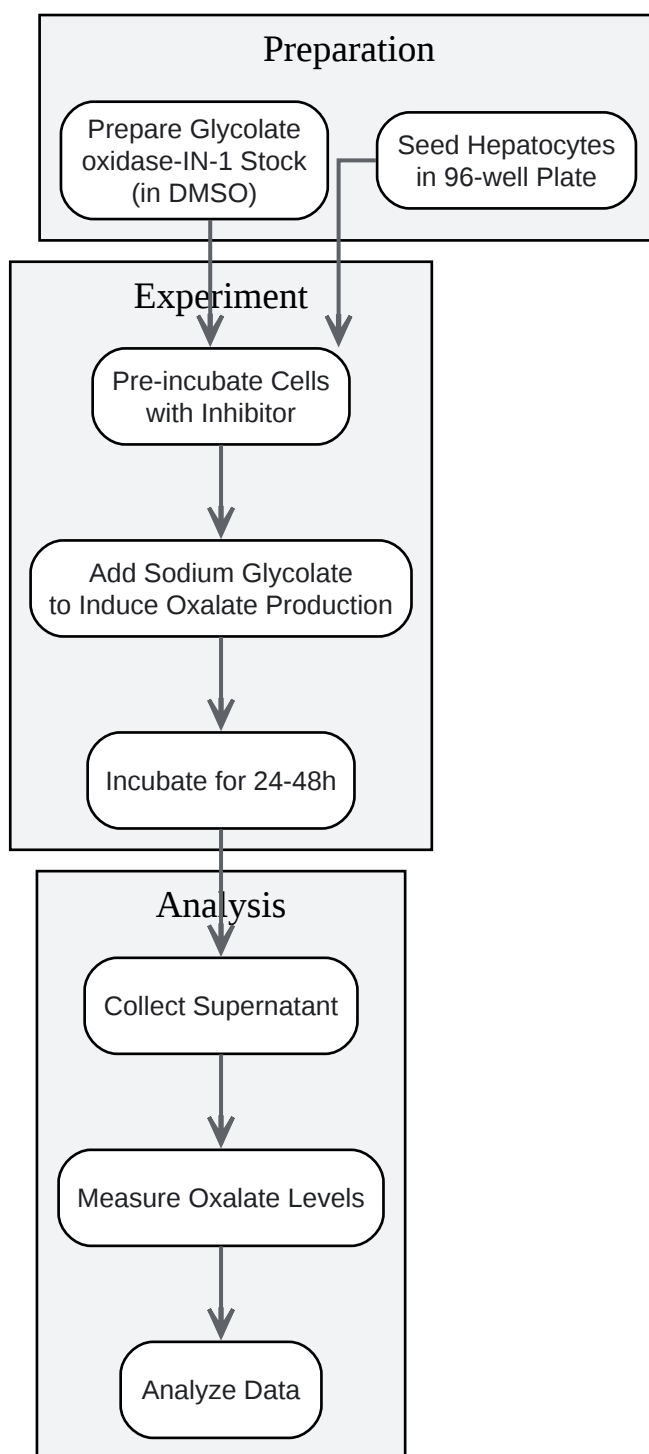 Preparation
Prepare Glycolate
oxidase-IN-1 Stock
(in DMSO)
Seed Hepatocytes
in 96-well Plate
Experiment
Pre-incubate Cells
with Inhibitor
Add Sodium Glycolate
to Induce Oxalate Production
Incubate for 24-48h
Analysis
Collect Supernatant
Measure Oxalate Levels
Analyze Data